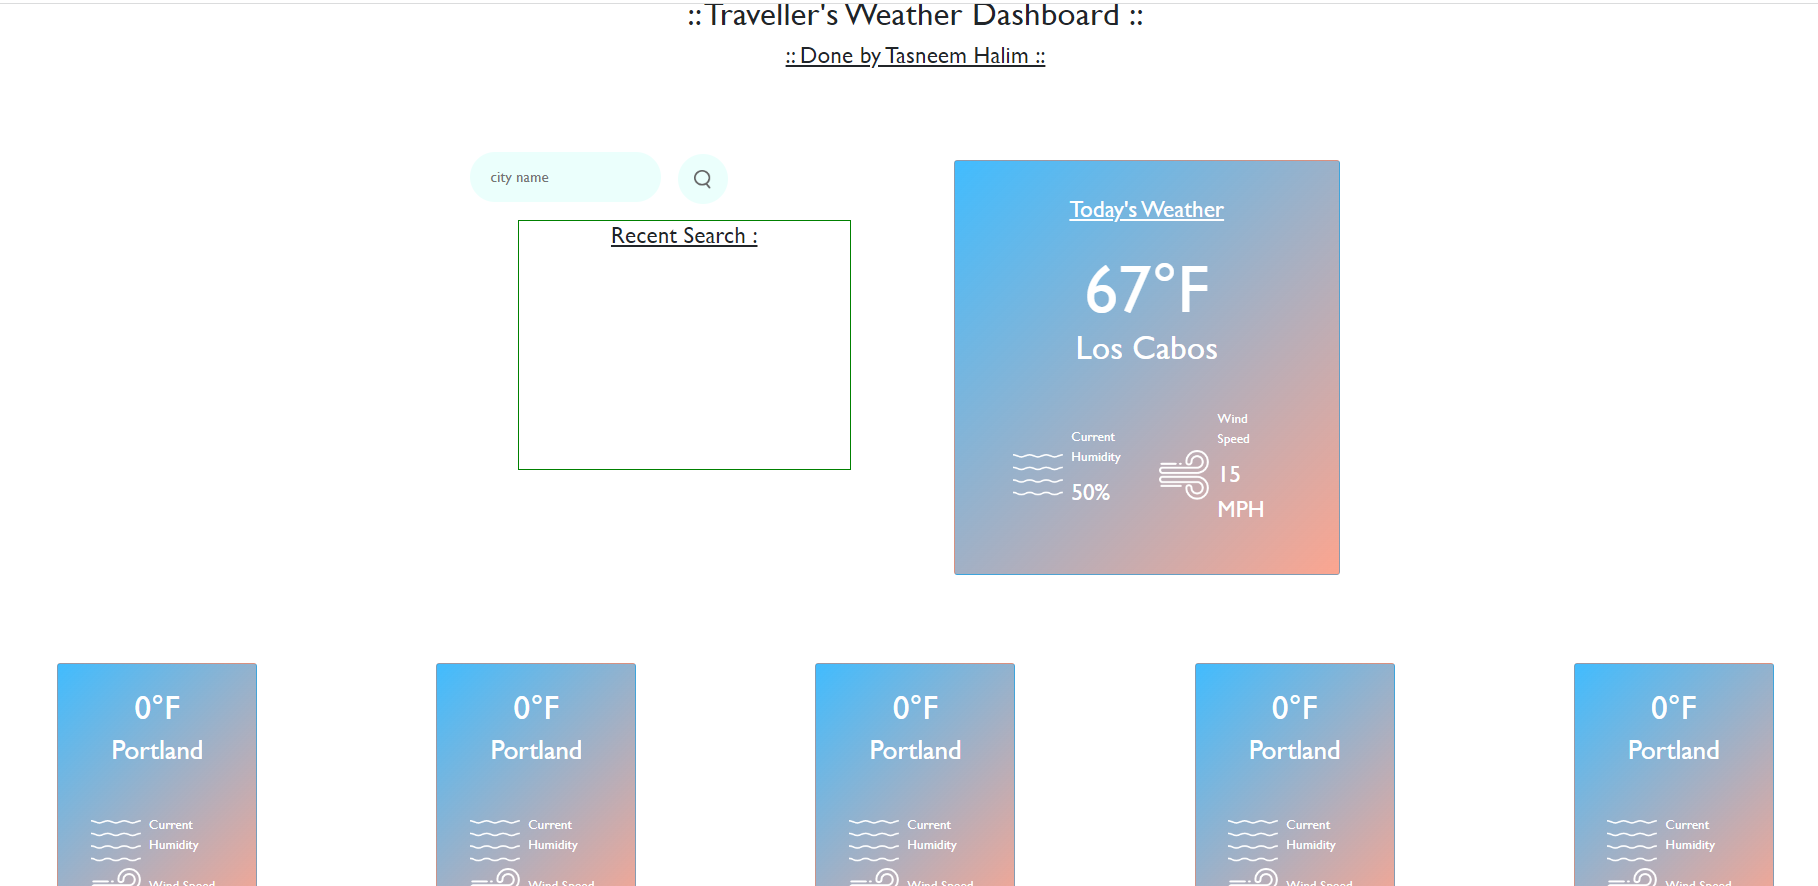 :: Traveller's Weather Dashboard ::
:: Done by Tasneem Halim ::
city name
Recent Search :
Today's Weather
67°F
Los Cabos
Current
Humidity
50%
Wind
Speed
15
MPH
0°F
Portland
Current
Humidity
Wind Speed
0°F
Portland
Current
Humidity
Wind Speed
0°F
Portland
Current
Humidity
Wind Speed
0°F
Portland
Current
Humidity
Wind Speed
0°F
Portland
Current
Humidity
Wind Speed